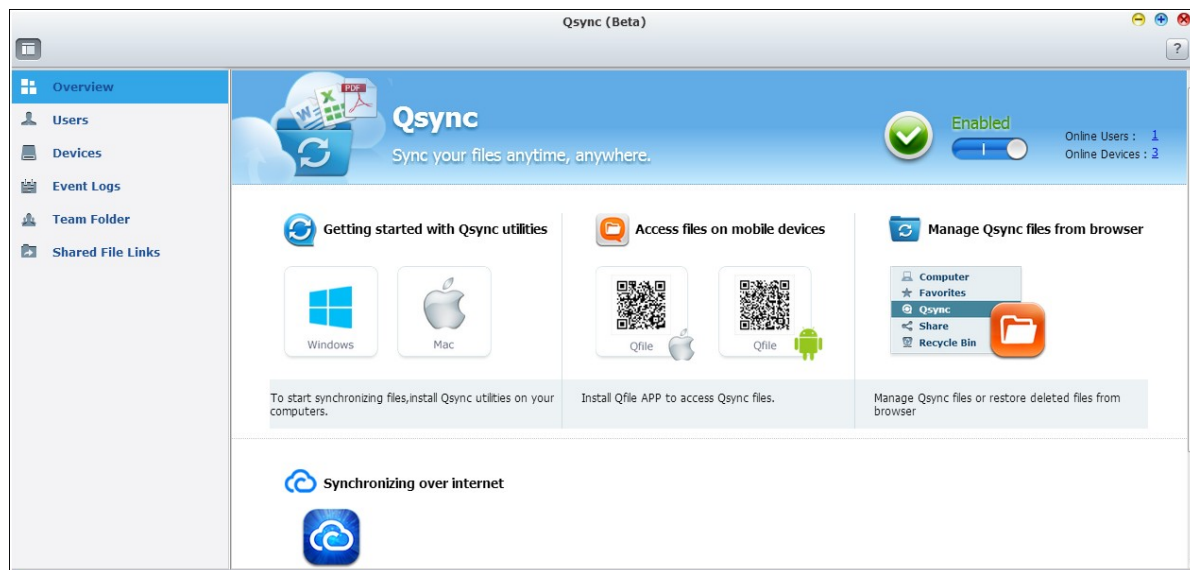 Qsync (Beta)
?
Overview
Users
Devices
Event Logs
Team Folder
Shared File Links
W
X
PDF
Qsync
Sync your files anytime, anywhere.
Enabled
Online Users : 1
Online Devices : 3
Getting started with Qsync utilities
Windows
Mac
To start synchronizing files,install Qsync utilities on your
computers.
Access files on mobile devices
Qfile
Qfile
Install Qfile APP to access Qsync files.
Manage Qsync files from browser
Computer
Favorites
Qsync
Share
Recycle Bin
Manage Qsync files or restore deleted files from
browser
Synchronizing over internet